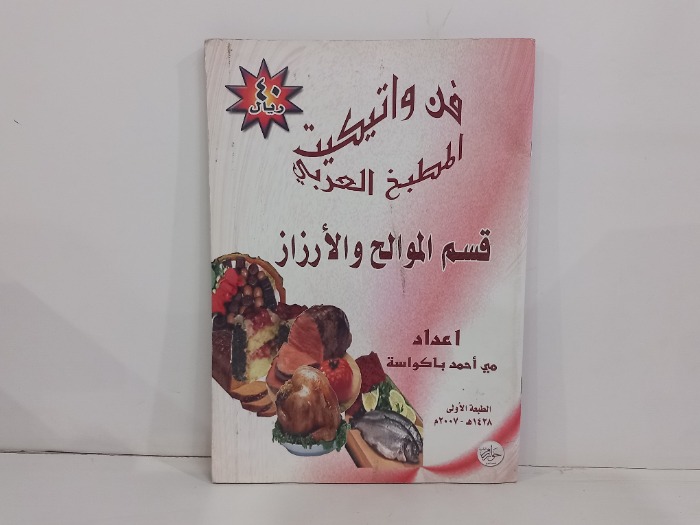 ٤٠
ريال
فن واتيكيت
المطبخ العربي
قسم الموالح والأرزاز
اعداد
مي أحمد باكواسة
الطبعة الأولى
١٤٢٨هـ - ٢٠٠٧م